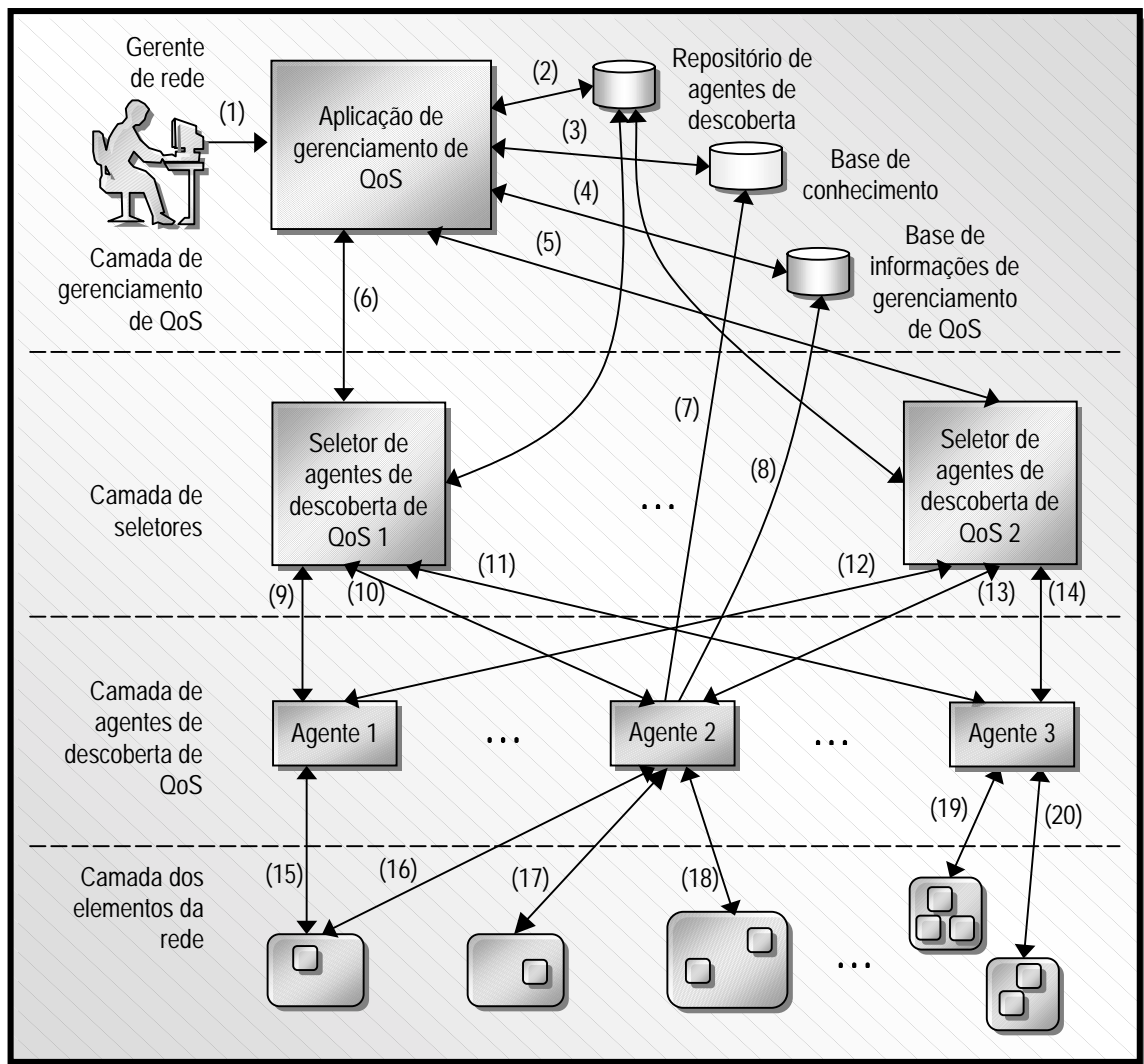 Gerente
de rede
(1)
Aplicação de
gerenciamento de
QoS
(2)
Repositório de
agentes de
descoberta
(3)
Base de
conhecimento
(4)
(5)
Base de
informações de
gerenciamento
de QoS
Camada de
gerenciamento
de QoS
(6)
Camada de
seletores
Seletor de
agentes de
descoberta de
QoS 1
(7)
(8)
...
Seletor de
agentes de
descoberta de
QoS 2
(9)
(10)
(11)
(12)
(13)
(14)
Camada de
agentes de
descoberta de
QoS
Agente 1
...
Agente 2
...
Agente 3
(19)
(20)
Camada dos
elementos da
rede
(15)
(16)
(17)
(18)
...